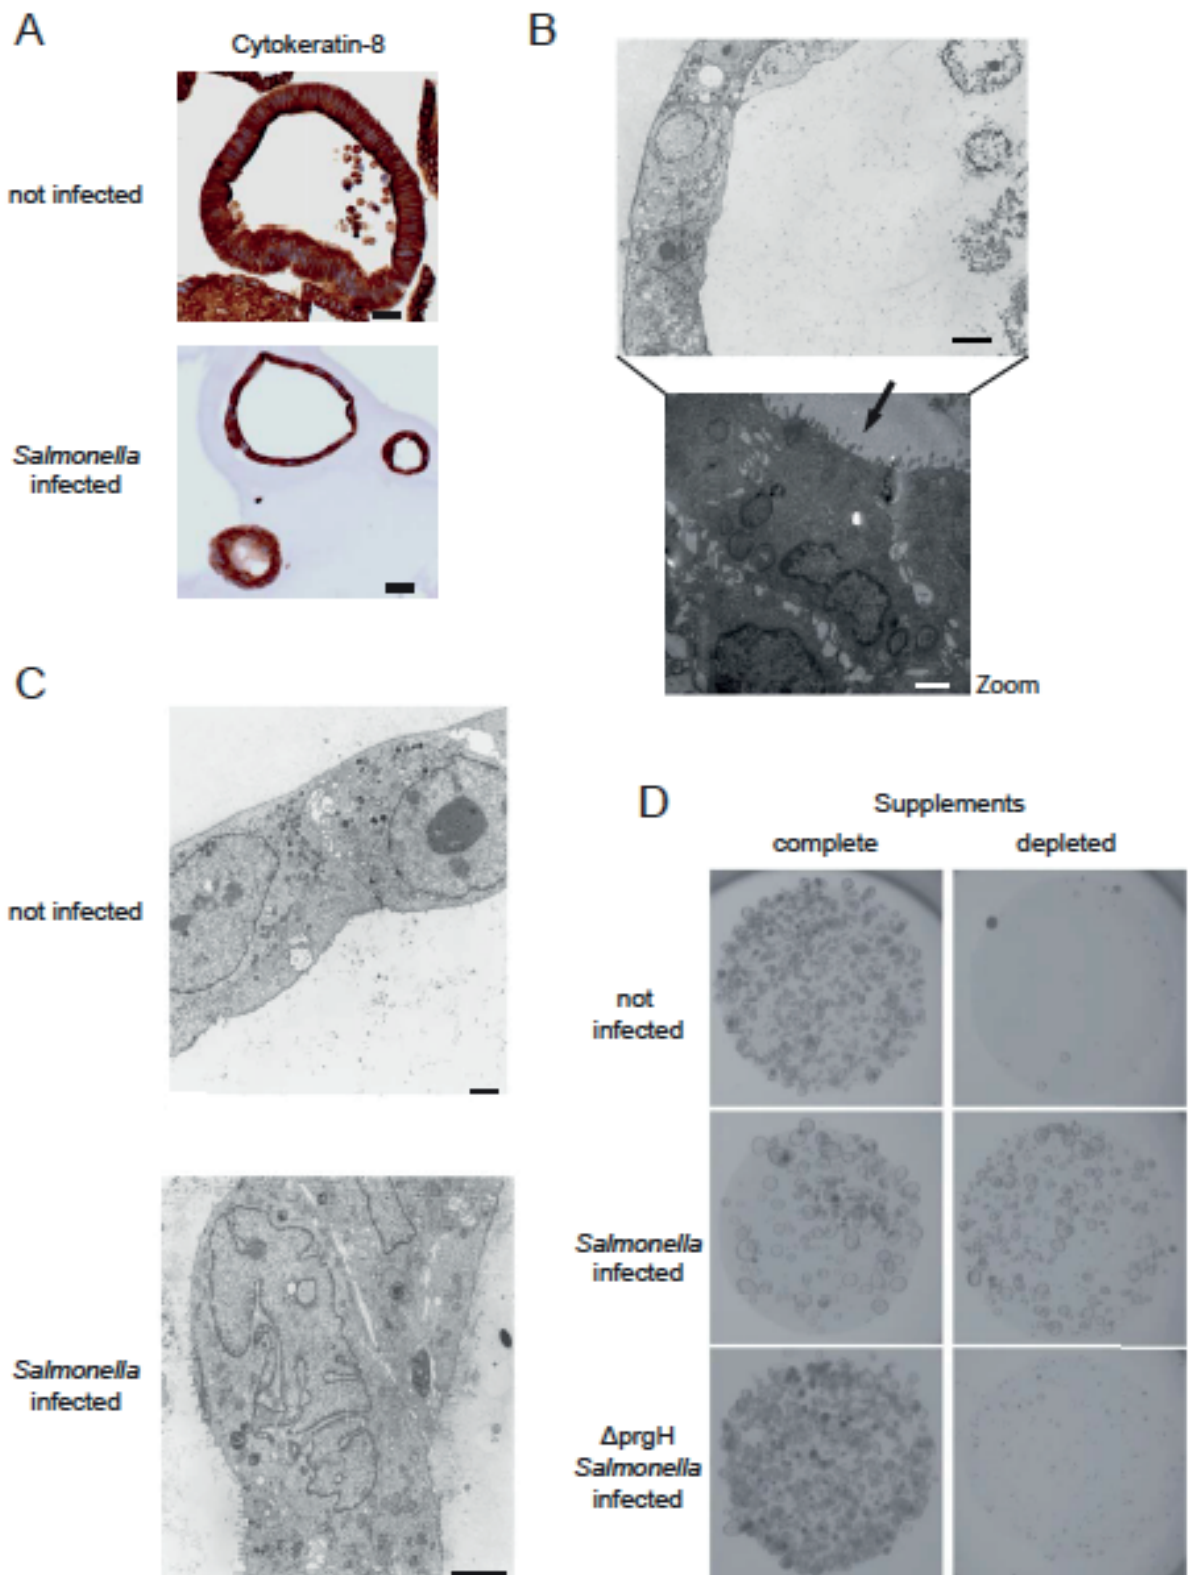 A
Cytokeratin-8
not infected
Salmonella
infected
B
Zoom
C
not infected
Salmonella
infected
D
Supplements
complete
depleted
not
infected
Salmonella
infected
ΔprgH
Salmonella
infected